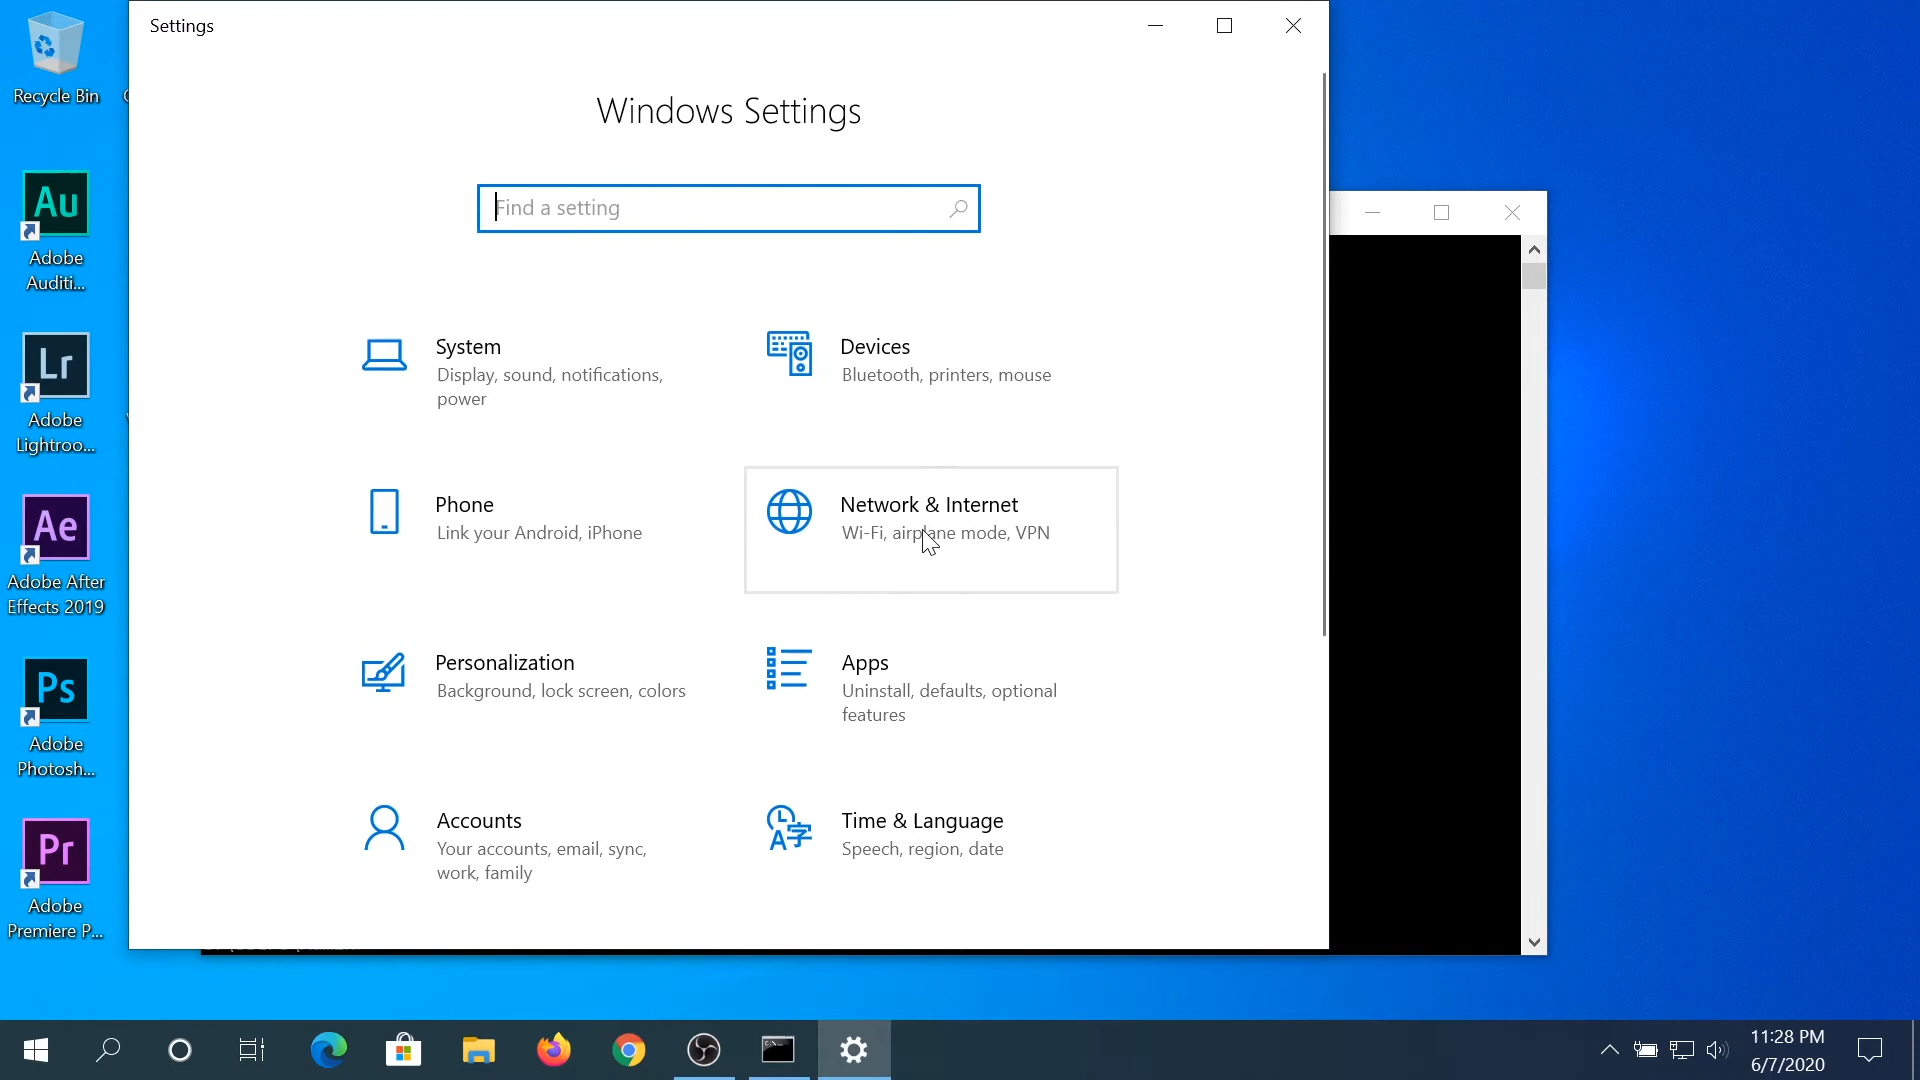 Settings
Windows Settings
Find a setting
System
Display, sound, notifications,
power
Devices
Bluetooth, printers, mouse
Phone
Link your Android, iPhone
Network & Internet
Wi-Fi, airplane mode, VPN
Personalization
Background, lock screen, colors
Apps
Uninstall, defaults, optional
features
Accounts
Your accounts, email, sync,
work, family
Time & Language
Speech, region, date
Recycle Bin
Au
Adobe
Auditi...
Lr
Adobe
Lightroo...
Ae
Adobe After
Effects 2019
Ps
Adobe
Photosh...
Pr
Adobe
Premiere P...
11:28 PM
6/7/2020